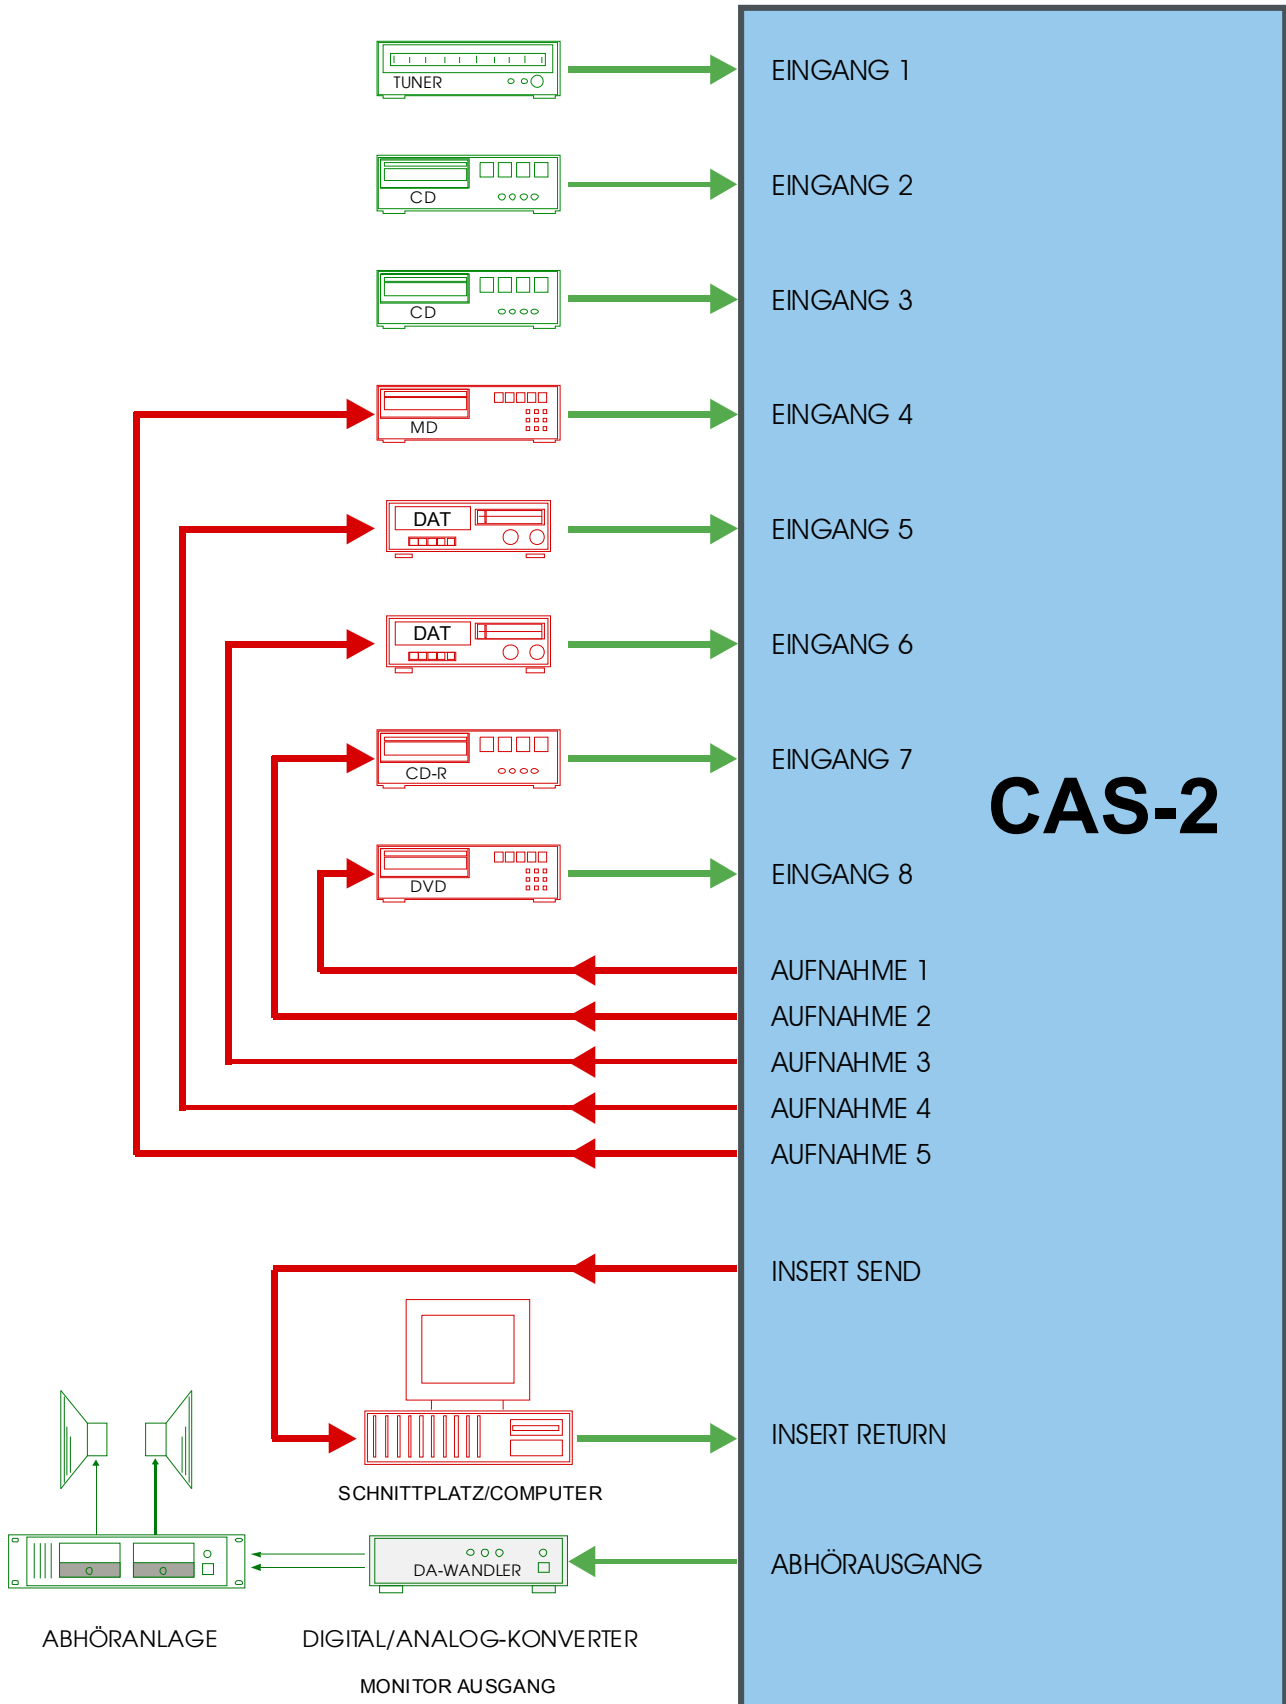 TUNER
EINGANG 1
CD
EINGANG 2
CD
EINGANG 3
MD
EINGANG 4
DAT
EINGANG 5
DAT
EINGANG 6
CD-R
EINGANG 7
CAS-2
DVD
EINGANG 8
AUFNAHME 1
AUFNAHME 2
AUFNAHME 3
AUFNAHME 4
AUFNAHME 5
INSERT SEND
INSERT RETURN
SCHNITTPLATZ/COMPUTER
DA-WANDLER
ABHÖRAUSGANG
ABHÖRANLAGE
DIGITAL/ANALOG-KONVERTER
MONITOR AUSGANG